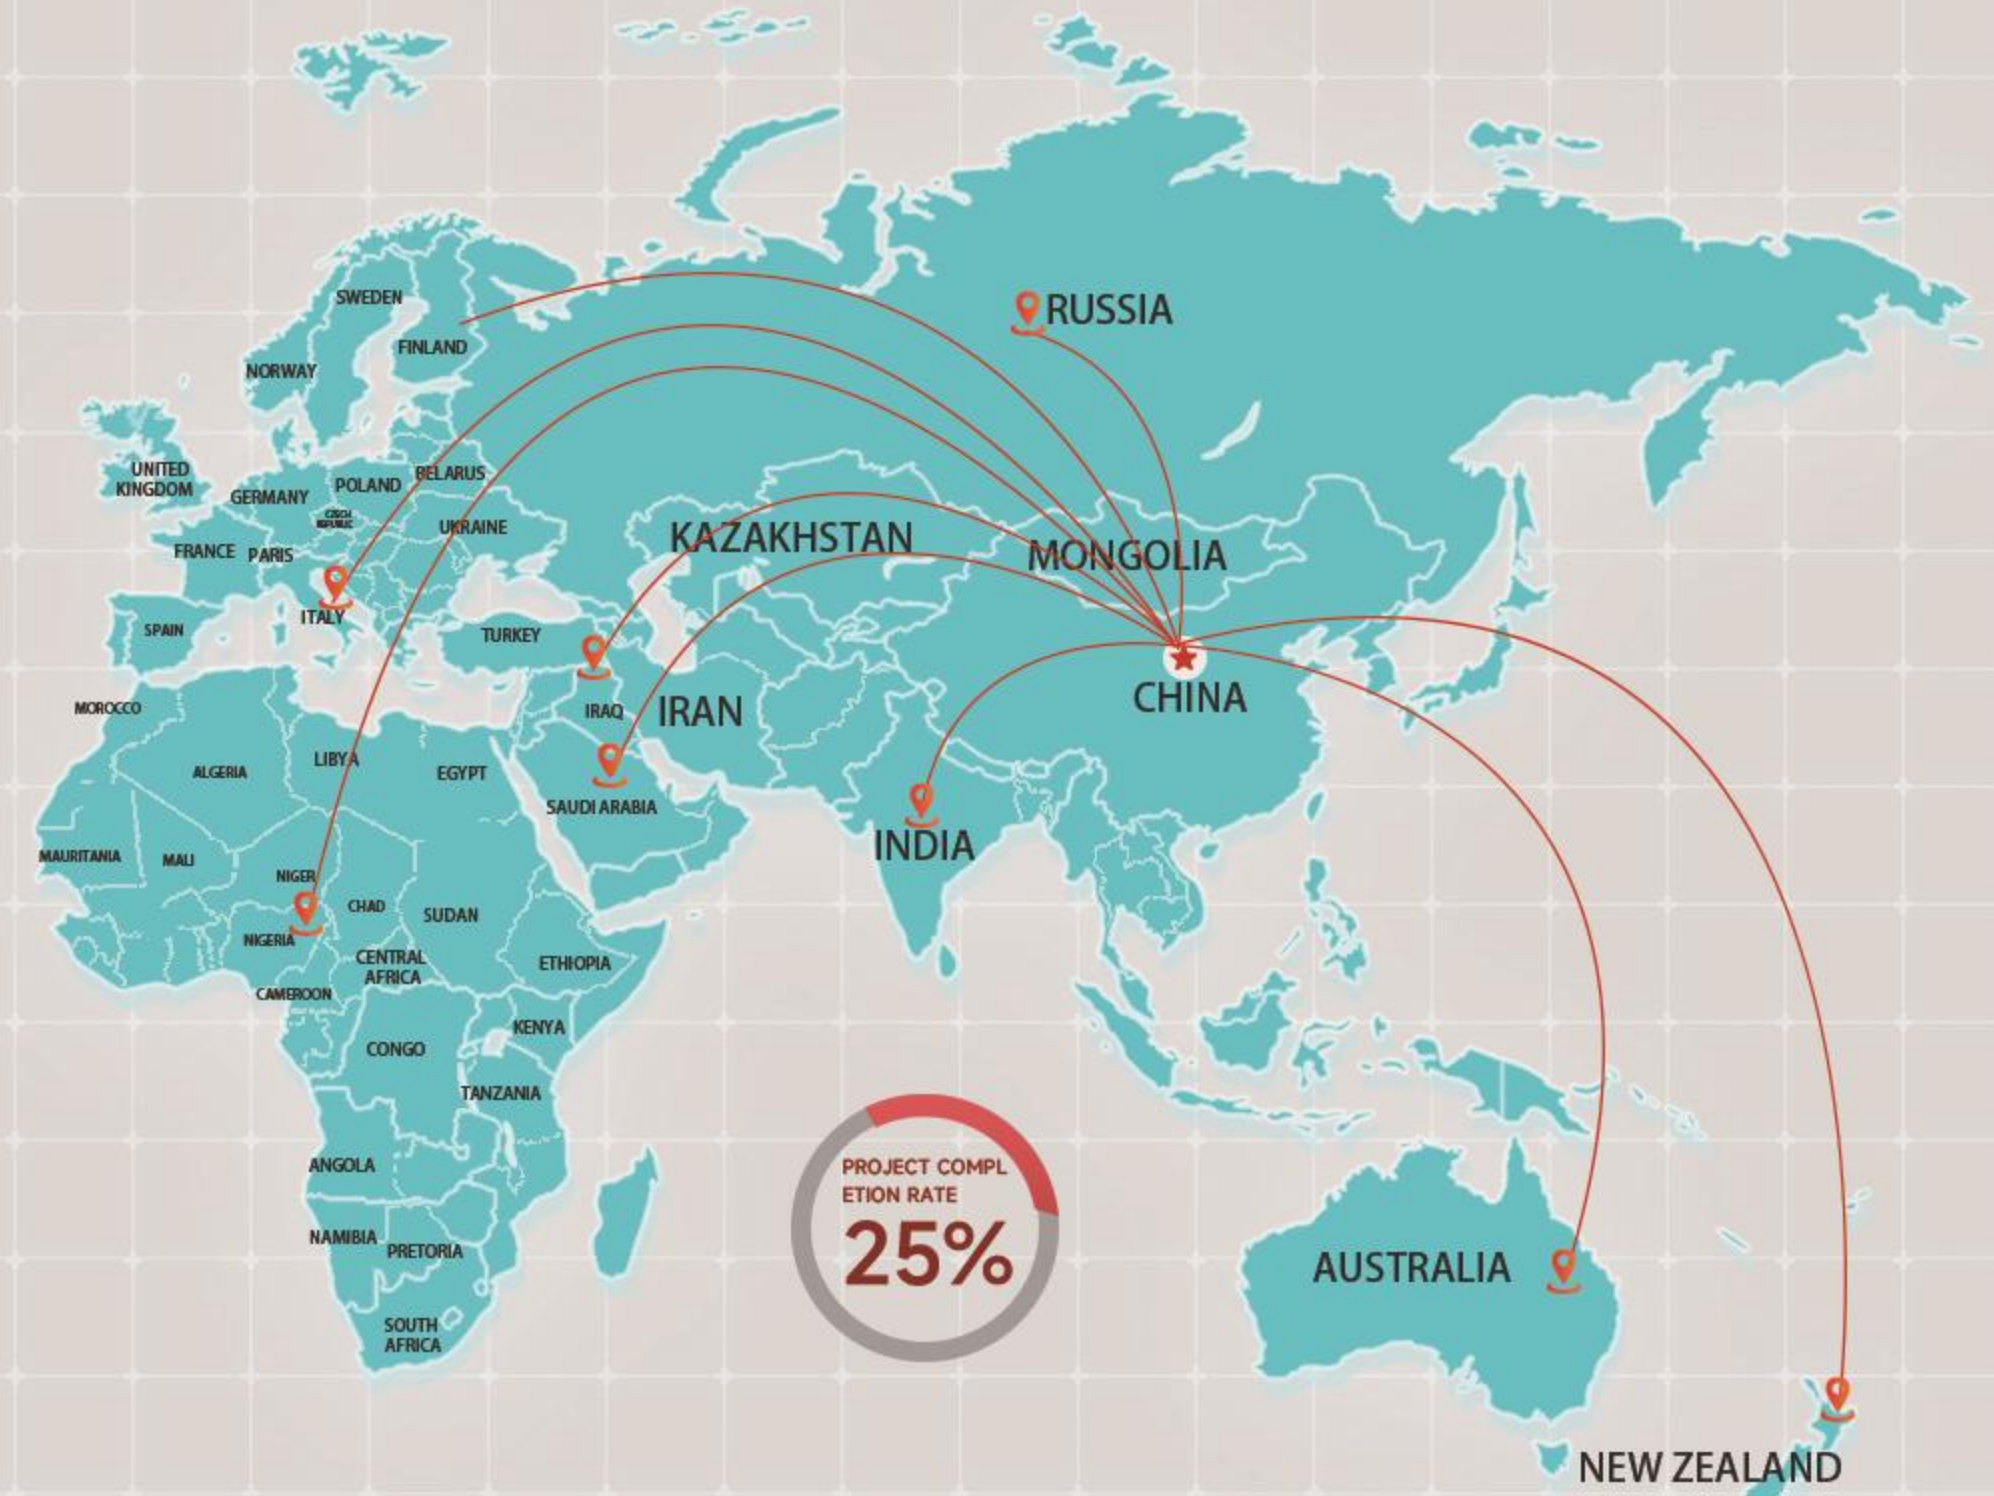 SWEDEN
RUSSIA
FINLAND
NORWAY
UNITED
KINGDOM
GERMANY
POLAND
BELARUS
CZECH
REPUBLIC
UKRAINE
KAZAKHSTAN
MONGOLIA
FRANCE
PARIS
ITALY
SPAIN
TURKEY
CHINA
MOROCCO
IRAQ
IRAN
LIBYA
ALGERIA
EGYPT
SAUDI ARABIA
INDIA
MAURITANIA
MALI
NIGER
CHAD
SUDAN
NIGERIA
CENTRAL
AFRICA
ETHIOPIA
CAMEROON
KENYA
CONGO
TANZANIA
ANGOLA
PROJECT COMPL
ETION RATE
25%
NAMIBIA
PRETORIA
AUSTRALIA
SOUTH
AFRICA
NEW ZEALAND